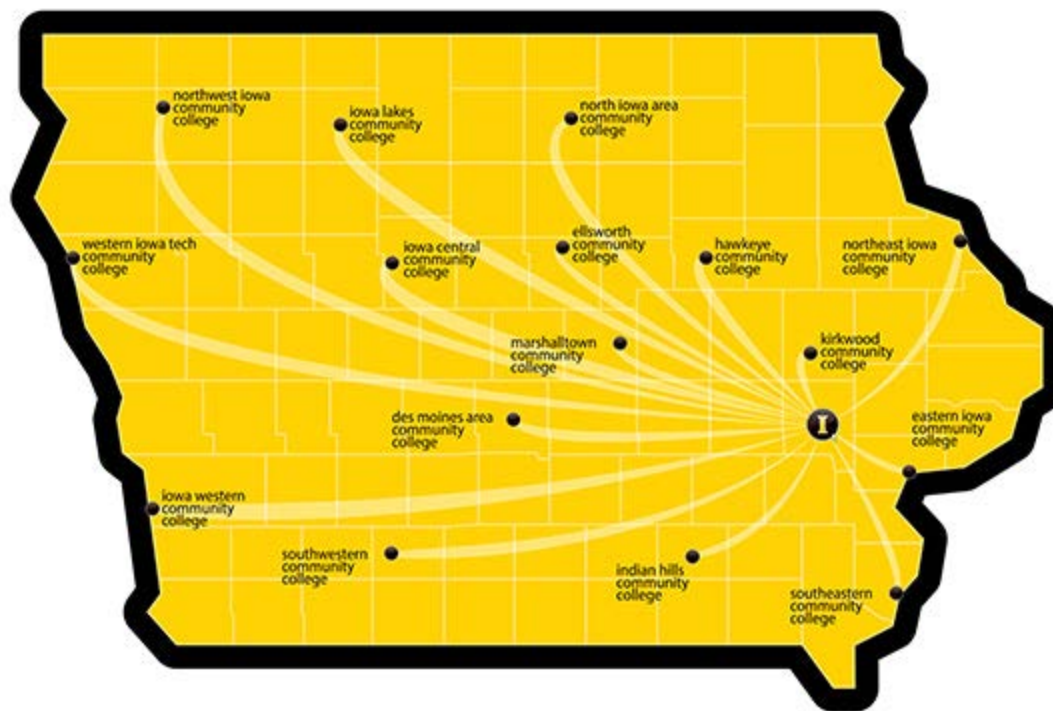 northwest iowa
community
college
iowa lakes
community
college
north iowa area
community
college
western iowa tech
community
college
iowa central
community
college
ellsworth
community
college
hawkeye
community
college
northeast iowa
community
college
marshalltown
community
college
kirkwood
community
college
des moines area
community
college
I
eastern iowa
community
college
iowa western
community
college
southwestern
community
college
indian hills
community
college
southeastern
community
college